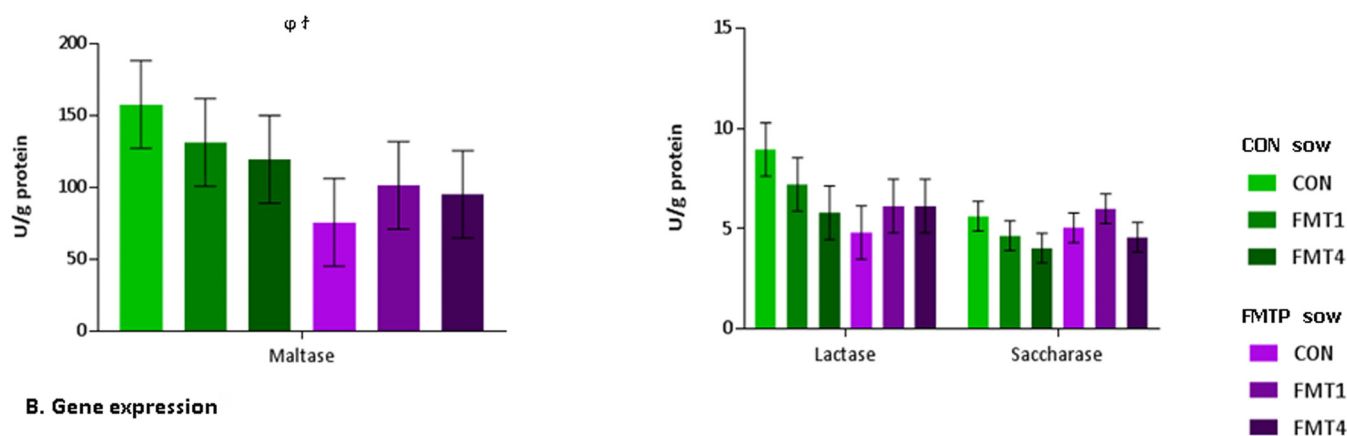 φ ƚ
200
150
100
50
0
U/g protein
Maltase
15
10
5
0
U/g protein
Lactase
Saccharase
CON sow
CON
FMT1
FMT4
FMTP sow
CON
FMT1
FMT4
B. Gene expression